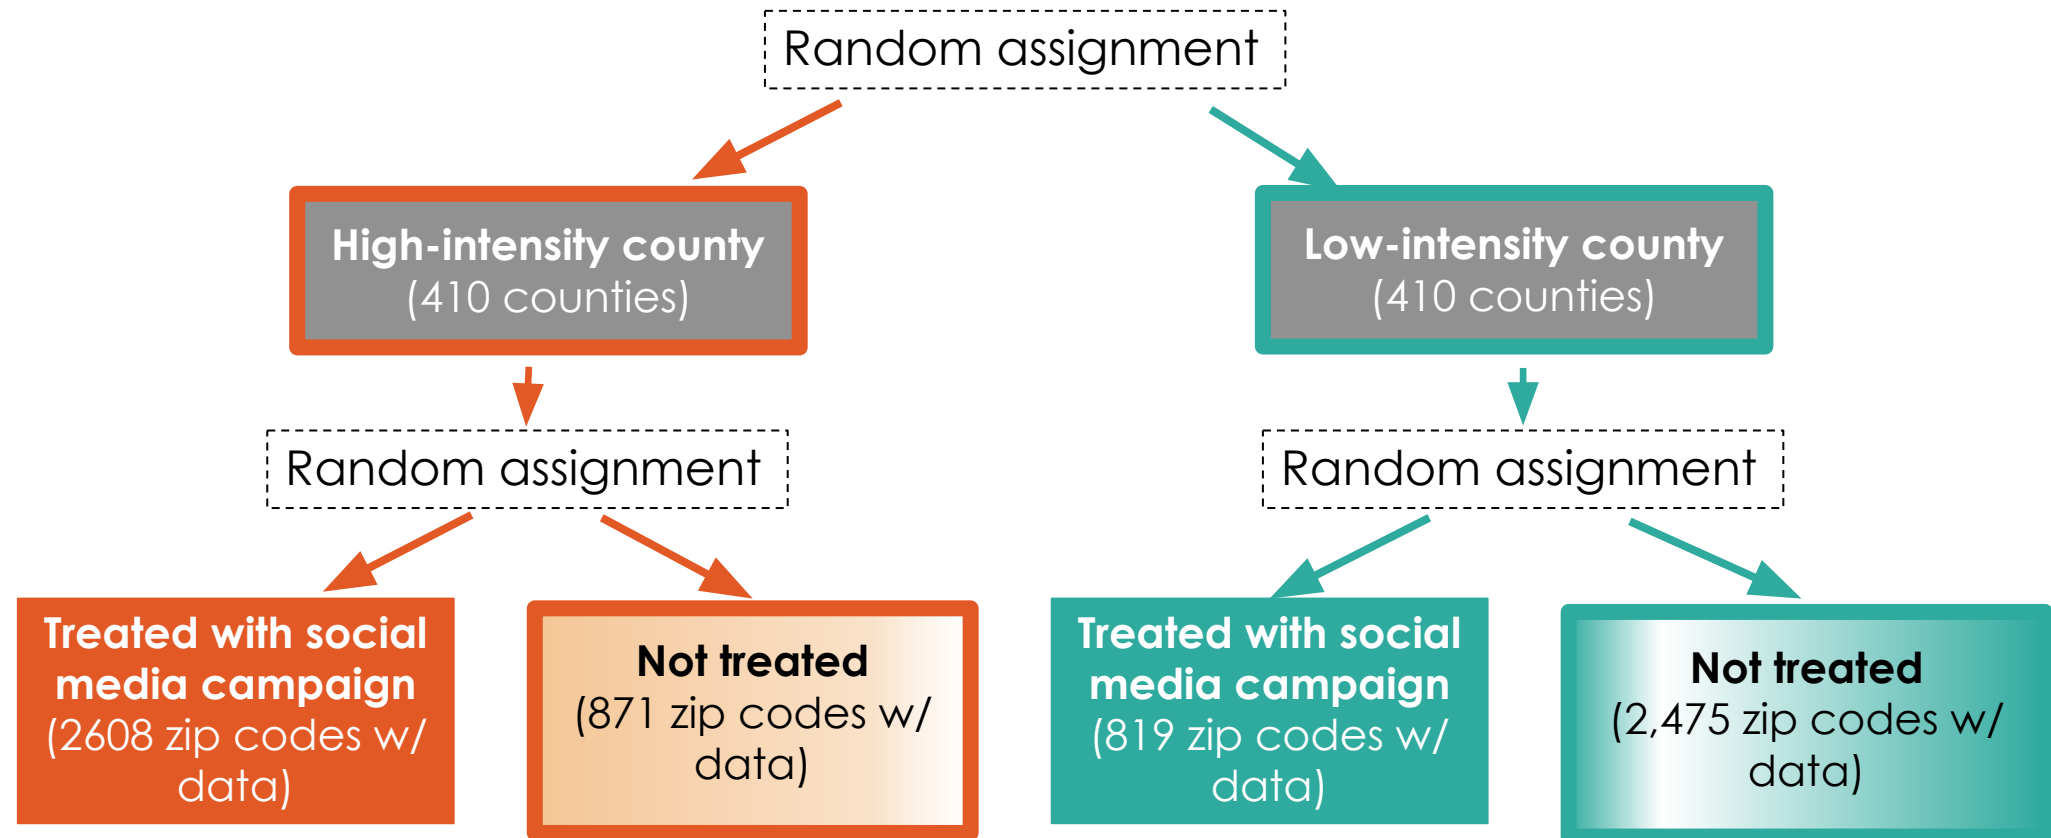 Random assignment
High-intensity county
(410 counties)
Low-intensity county
(410 counties)
Random assignment
Random assignment
Treated with social
media campaign
(2608 zip codes w/
data)
Not treated
(871 zip codes w/
data)
Treated with social
media campaign
(819 zip codes w/
data)
Not treated
(2,475 zip codes w/
data)